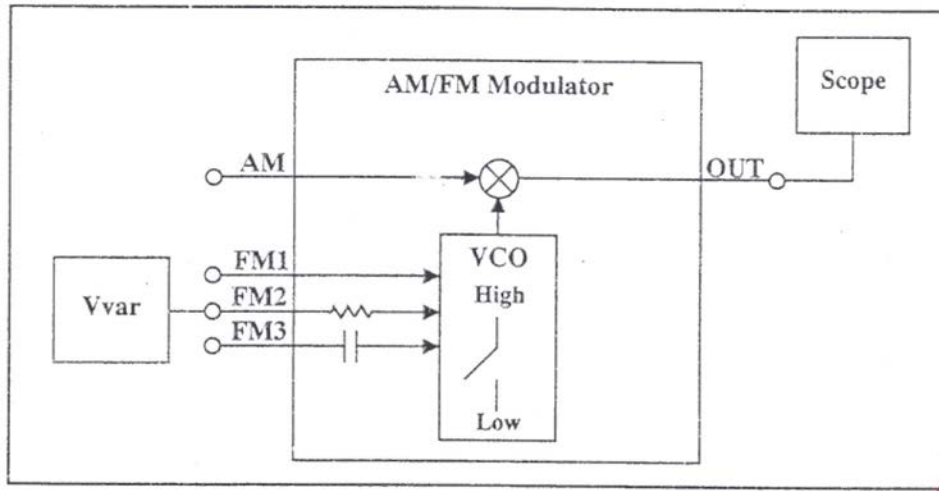 AM/FM Modulator
Scope
AM
OUT
FM1
VCO
Vvar
FM2
High
FM3
Low